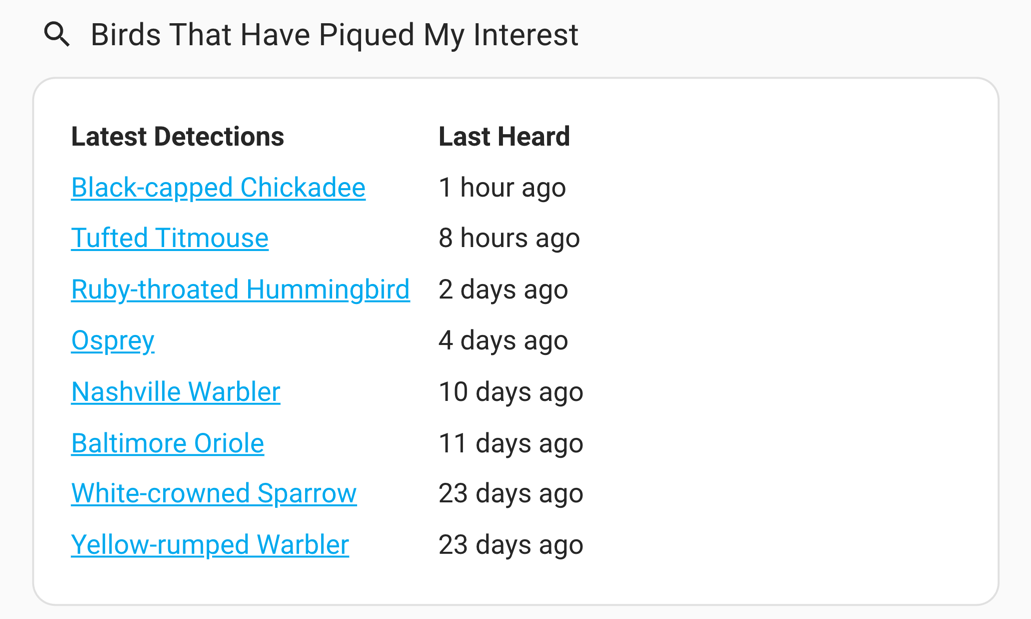 Birds That Have Piqued My Interest
Latest Detections Last Heard
Black-capped Chickadee 1 hour ago
Tufted Titmouse 8 hours ago
Ruby-throated Hummingbird 2 days ago
Osprey 4 days ago
Nashville Warbler 10 days ago
Baltimore Oriole 11 days ago
White-crowned Sparrow 23 days ago
Yellow-rumped Warbler 23 days ago